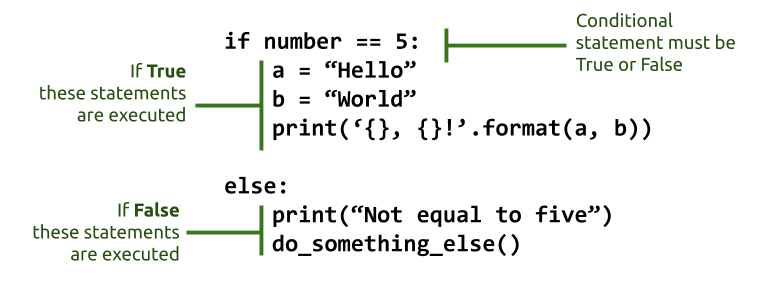 Conditional
statement must be
True or False
if number == 5:
If True
these statements
are executed
a = “Hello”
b = “World”
print(‘{}, {}!’.format(a, b))
else:
If False
these statements
are executed
print(“Not equal to five”)
do_something_else()